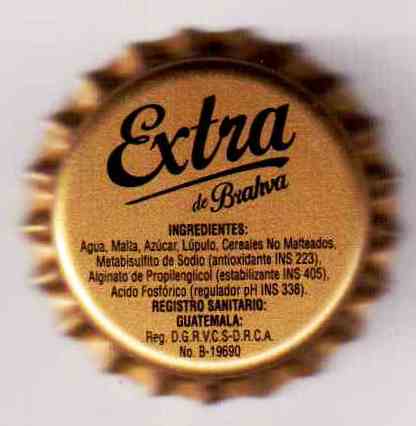 Extra
de Brahva
INGREDIENTES:
Agua, Malta, Azúcar, Lúpulo, Cereales No Malteados,
Metabisulfito de Sodio (antioxidante INS 223),
Alginato de Propilenglicol (estabilizante INS 405),
Acido Fostórico (regulador pH INS 338).
REGISTRO SANITARIO:
GUATEMALA:
Reg. D.G.R.V.C.S-D.R.C.A.
No. B-19690